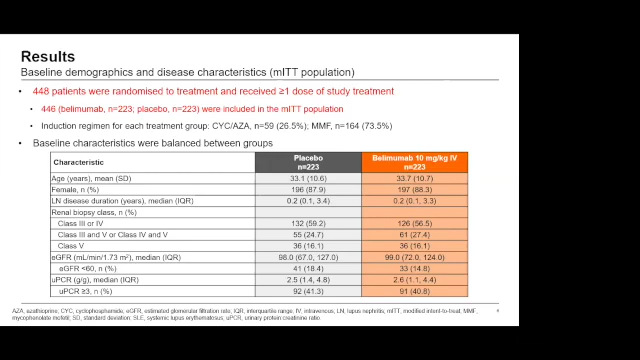 Results
Baseline demographics and disease characteristics (mITT population)
• 448 patients were randomised to treatment and received ≥1 dose of study treatment
• 446 (belimumab, n=223; placebo, n=223) were included in the mITT population
• Induction regimen for each treatment group: CYC/AZA, n=59 (26.5%); MMF, n=164 (73.5%)
• Baseline characteristics were balanced between groups
Characteristic Placebo n=223 Belimumab 10 mg/kg IV n=223
Age (years), mean (SD) 33.1 (10.6) 33.7 (10.7)
Female, n (%) 196 (87.9) 197 (88.3)
LN disease duration (years), median (IQR) 0.2 (0.1, 3.4) 0.2 (0.1, 3.3)
Renal biopsy class, n (%)
Class III or IV 132 (59.2) 126 (56.5)
Class III and V or Class IV and V 55 (24.7) 61 (27.4)
Class V 36 (16.1) 36 (16.1)
eGFR (mL/min/1.73 m²), median (IQR) 98.0 (67.0, 127.0) 99.0 (72.0, 124.0)
eGFR <60, n (%) 41 (18.4) 33 (14.8)
uPCR (g/g), median (IQR) 2.5 (1.4, 4.8) 2.6 (1.1, 4.4)
uPCR ≥3, n (%) 92 (41.3) 91 (40.8)
AZA, azathioprine; CYC, cyclophosphamide; eGFR, estimated glomerular filtration rate; IQR, interquartile range; IV, intravenous; LN, lupus nephritis; mITT, modified intent-to-treat; MMF,
mycophenolate mofetil; SD, standard deviation; SLE, systemic lupus erythematosus; uPCR, urinary protein creatinine ratio.